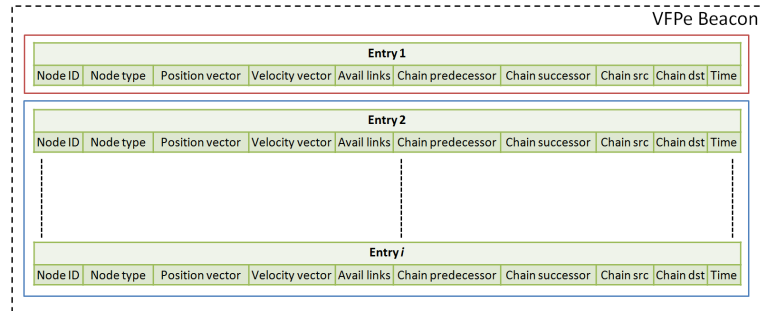 VFPe Beacon
Entry 1
Node ID Node type Position vector Velocity vector Avail links Chain predecessor Chain successor Chain src Chain dst Time
Entry 2
Node ID Node type Position vector Velocity vector Avail links Chain predecessor Chain successor Chain src Chain dst Time
Entry i
Node ID Node type Position vector Velocity vector Avail links Chain predecessor Chain successor Chain src Chain dst Time